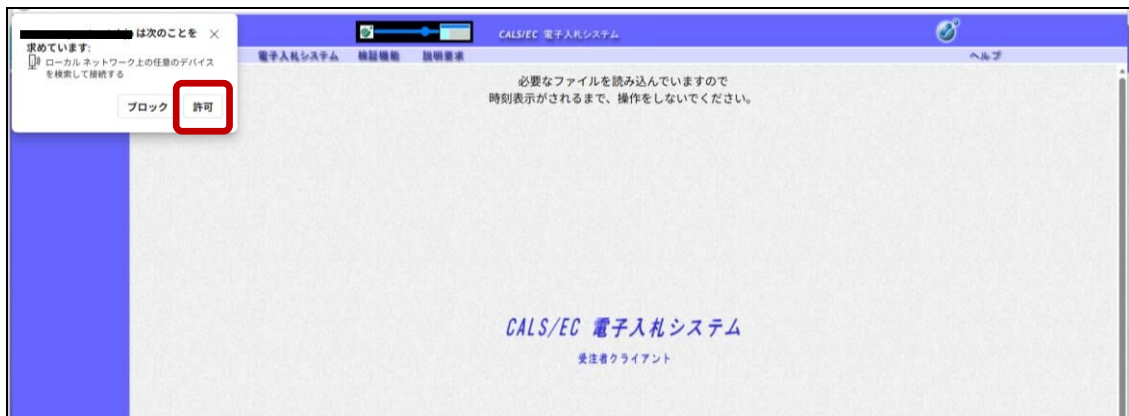 は次のことを ×
求めています:
ローカル ネットワーク上の任意のデバイス
を検索して接続する
ブロック 許可
CALS/EC 電子入札システム
電子入札システム 検証機能 説明要求 ヘルプ
必要なファイルを読み込んでいますので
時刻表示がされるまで、操作をしないでください。
CALS/EC 電子入札システム
受注者クライアント